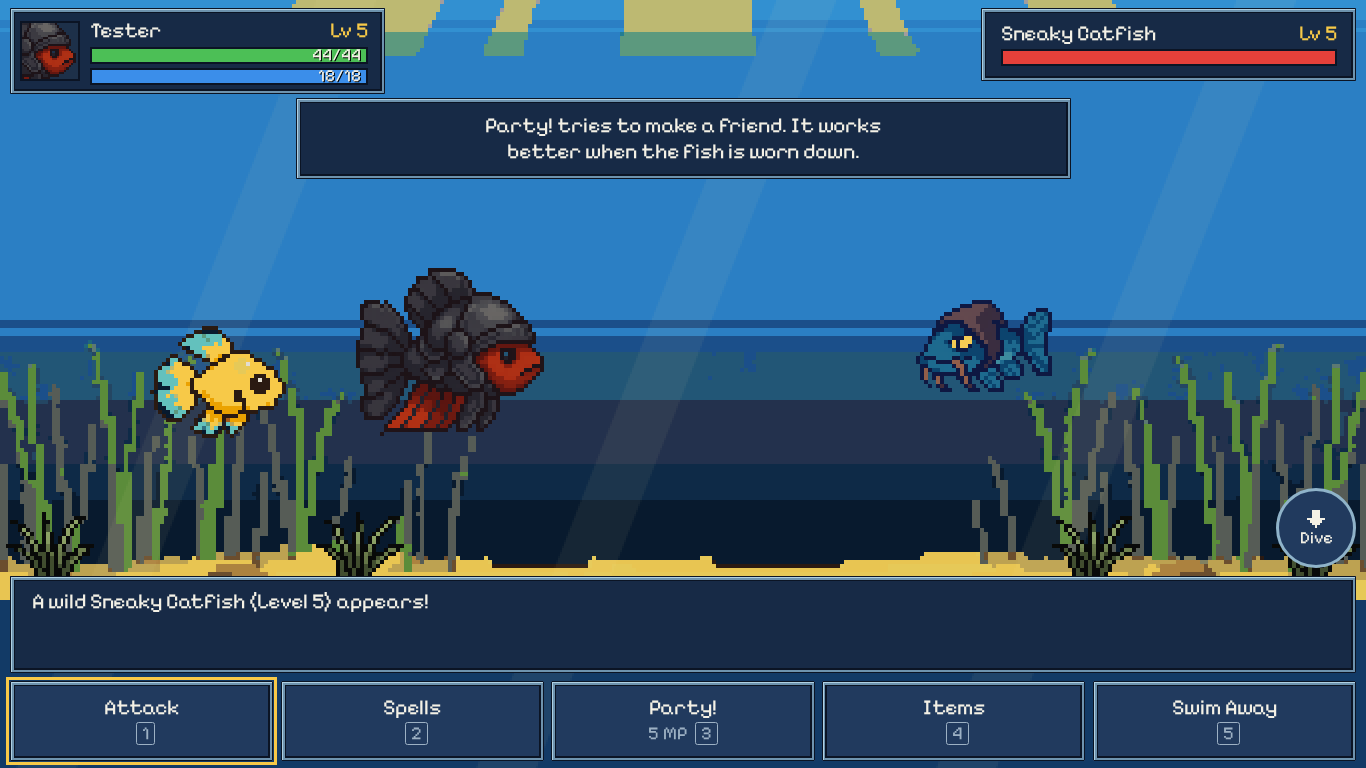 Tester Lv 5
44/44
18/18
Sneaky Catfish Lv 5
Party! tries to make a friend. It works
better when the fish is worn down.
Dive
A wild Sneaky Catfish (Level 5) appears!
Attack
1
Spells
2
Party!
5 MP 3
Items
4
Swim Away
5